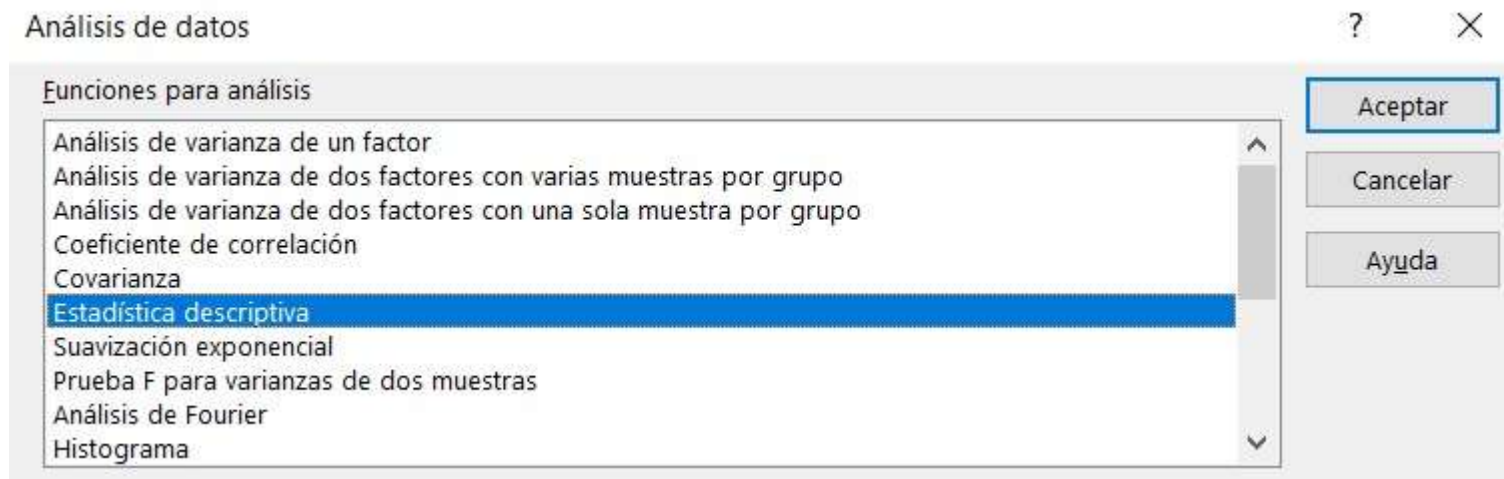 Análisis de datos
?
Funciones para análisis
Análisis de varianza de un factor
Análisis de varianza de dos factores con varias muestras por grupo
Análisis de varianza de dos factores con una sola muestra por grupo
Coeficiente de correlación
Covarianza
Estadística descriptiva
Suavización exponencial
Prueba F para varianzas de dos muestras
Análisis de Fourier
Histograma
Aceptar
Cancelar
Ayuda